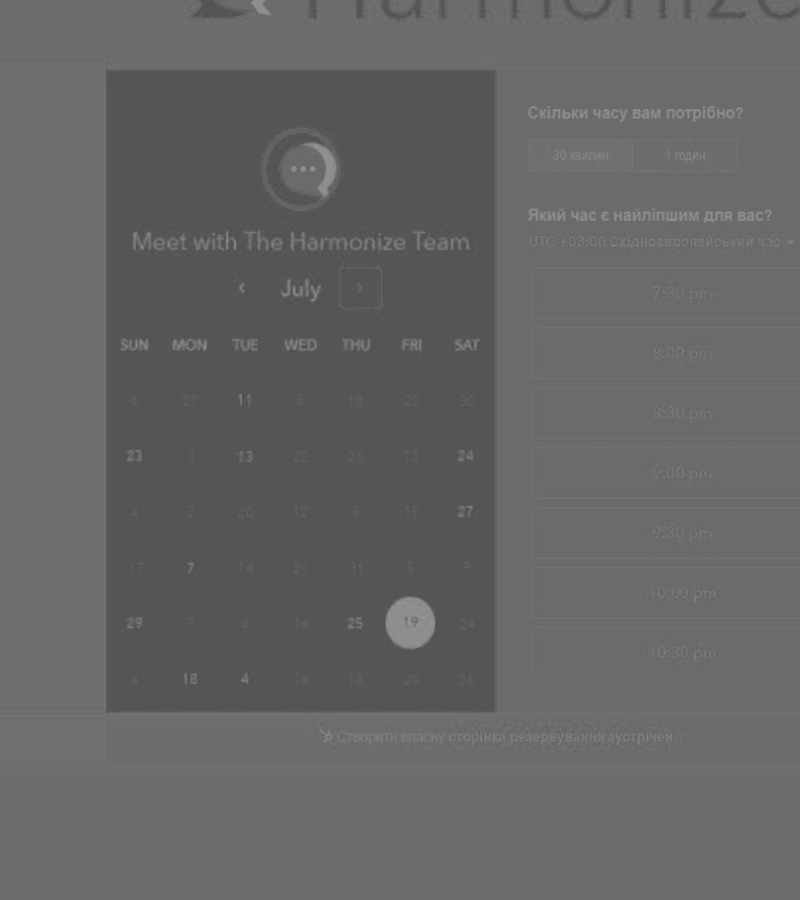 Harmonize
Meet with The Harmonize Team
‹ July ›
SUN MON TUE WED THU FRI SAT
6 27 11 5 18 22 30
23 3 13 22 26 13 24
4 2 20 12 8 15 27
17 7 14 21 31 5 9
29 7 4 16 25 19 24
4 18 4 16 18 29 26
Скільки часу вам потрібно?
30 хвилин 1 годин
Який час є найліпшим для вас?
UTC +03:00 Східноєвропейський час
7:30 pm
8:00 pm
8:30 pm
9:00 pm
9:30 pm
10:00 pm
10:30 pm
Створити власну сторінка резервування зустрічей